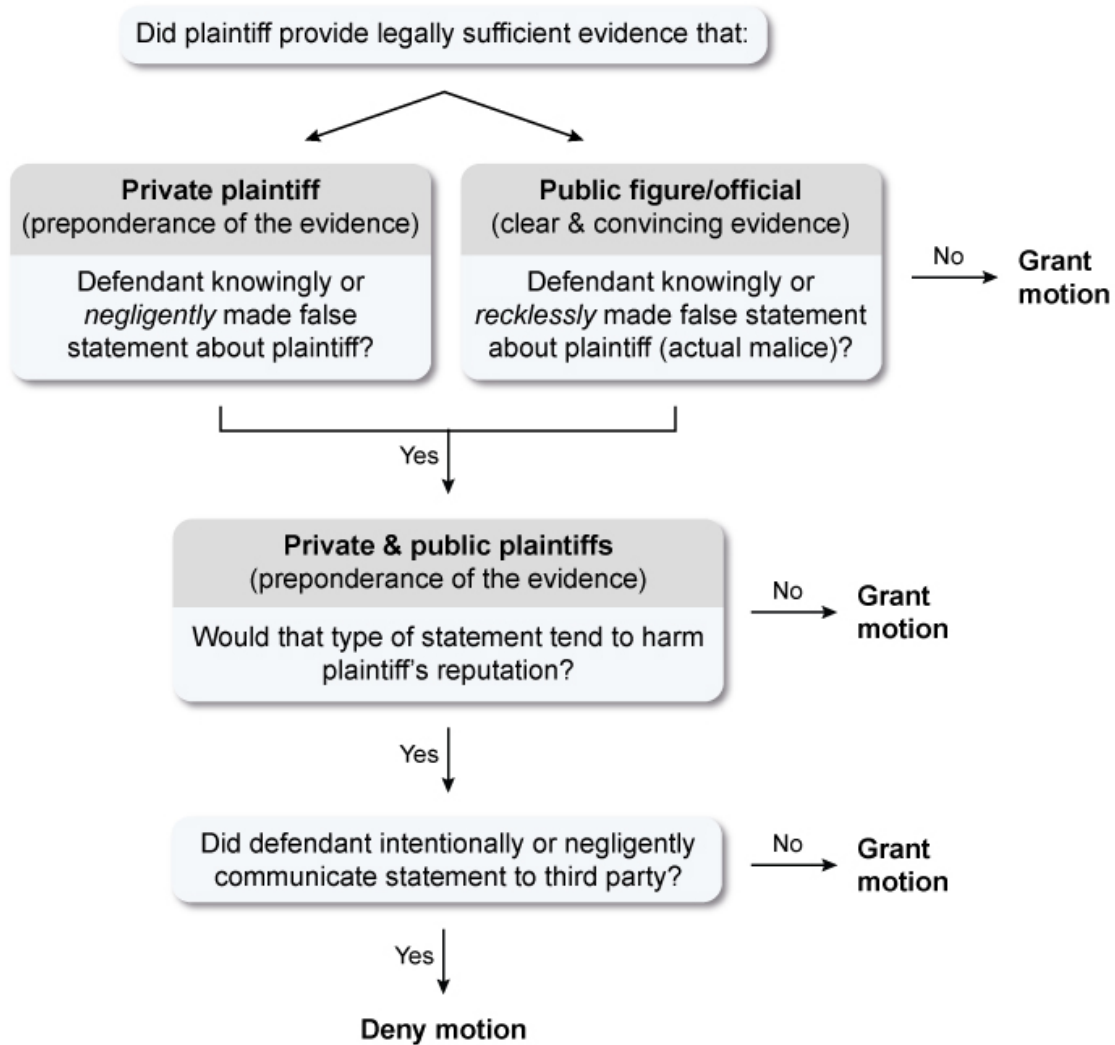 Did plaintiff provide legally sufficient evidence that:
Private plaintiff
(preponderance of the evidence)
Defendant knowingly or
negligently made false
statement about plaintiff?
Public figure/official
(clear & convincing evidence)
Defendant knowingly or
recklessly made false statement
about plaintiff (actual malice)?
No
Grant
motion
Yes
Private & public plaintiffs
(preponderance of the evidence)
Would that type of statement tend to harm
plaintiff's reputation?
No
Grant
motion
Yes
Did defendant intentionally or negligently
communicate statement to third party?
No
Grant
motion
Yes
Deny motion